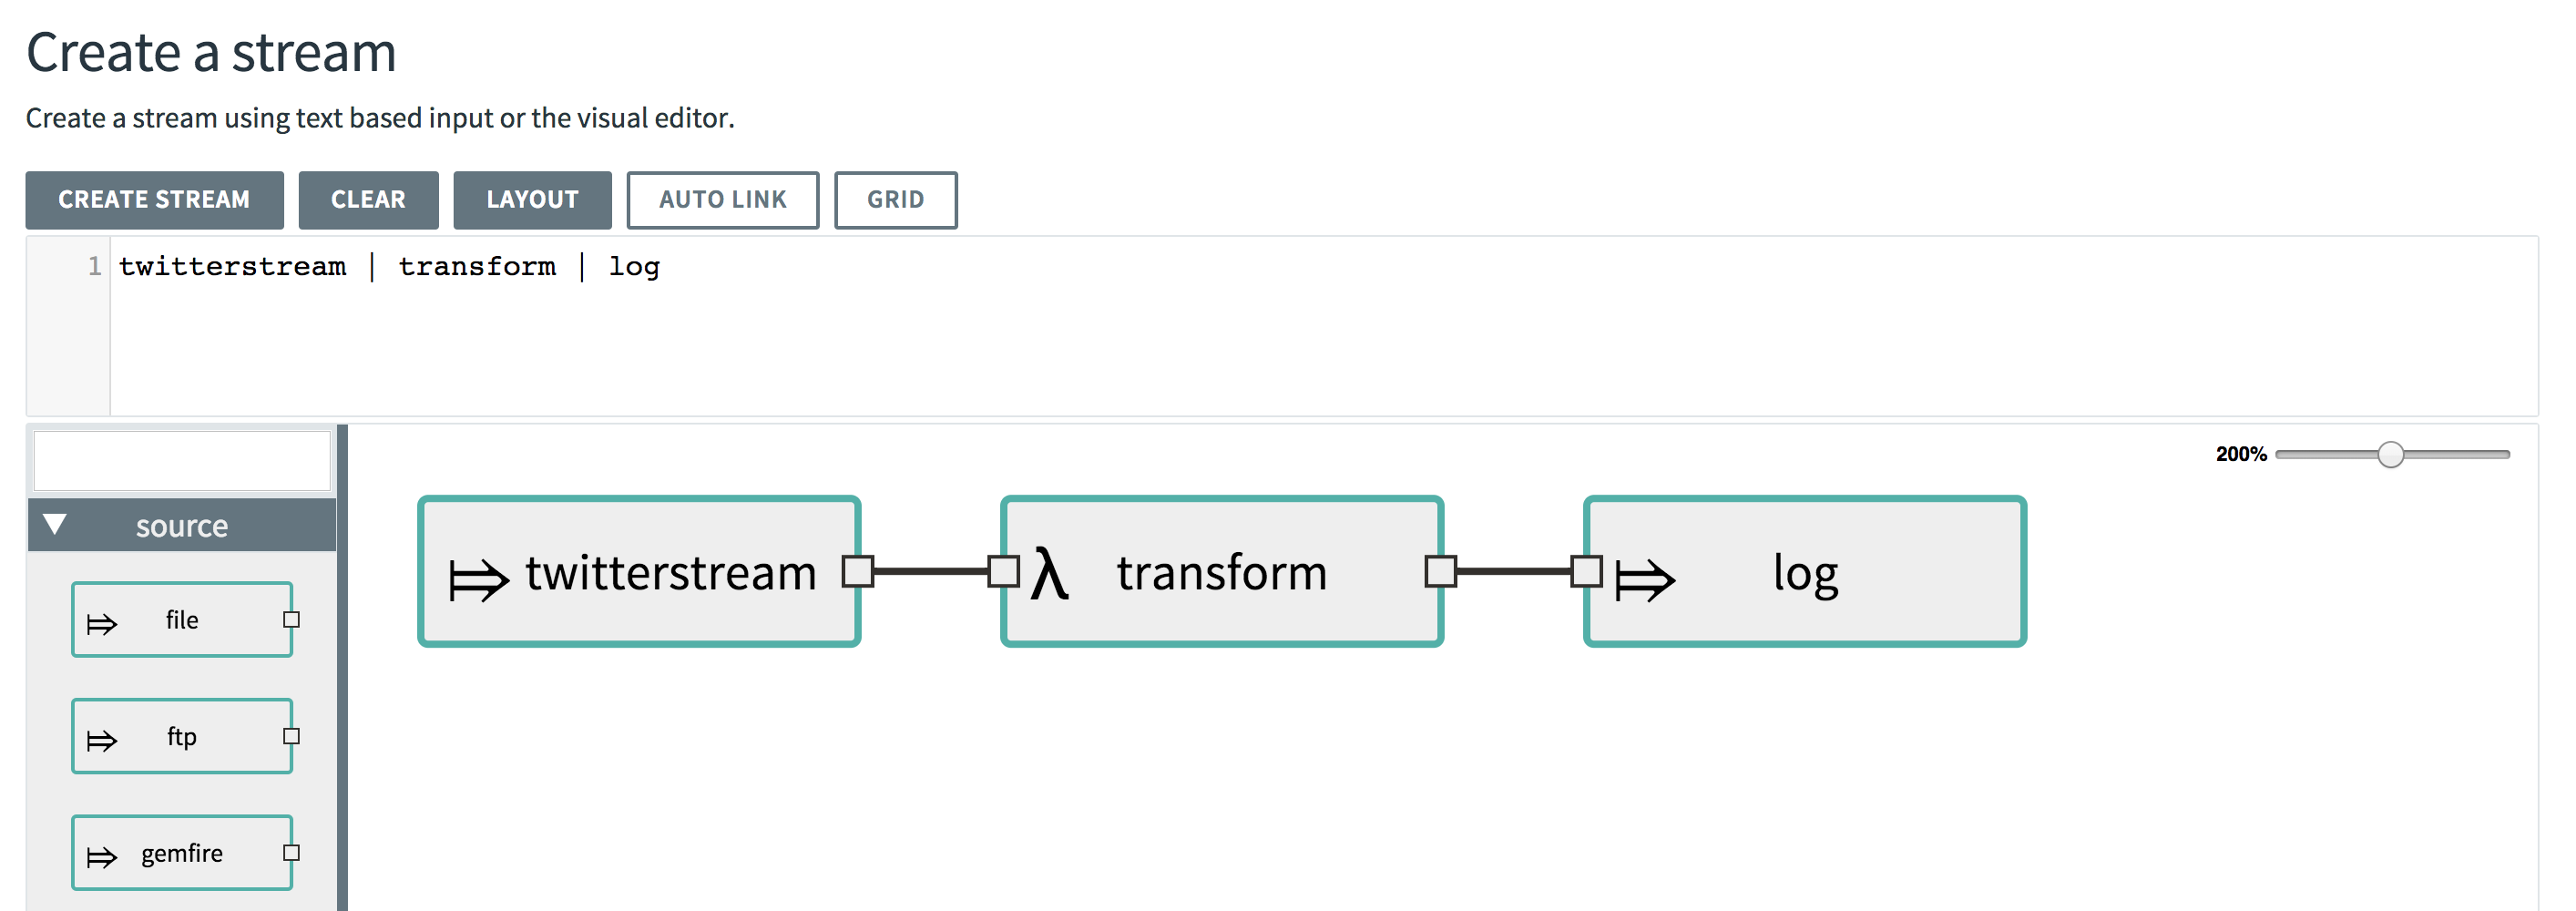 Create a stream
Create a stream using text based input or the visual editor.
CREATE STREAM CLEAR LAYOUT AUTO LINK GRID
1 twitterstream | transform | log
200%
source
twitterstream λ transform log
file
ftp
gemfire